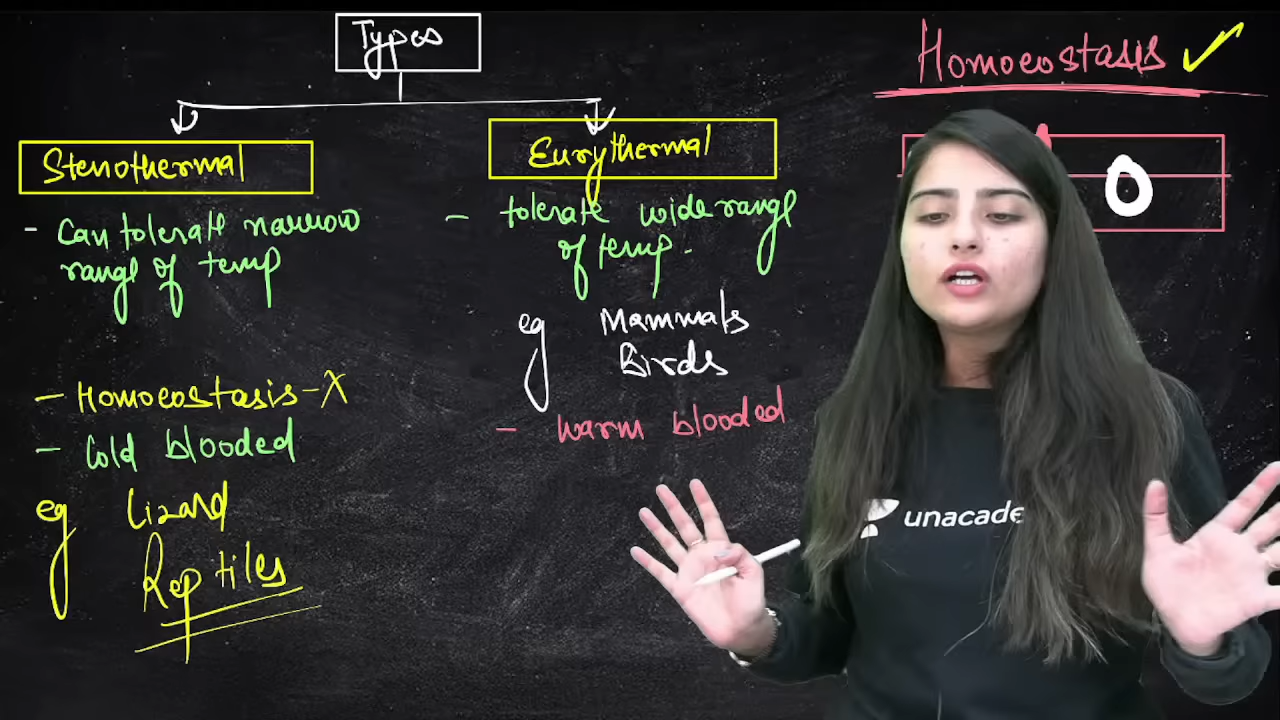 Types
Homoeostasis ✓
Stenothermal
- Can tolerate narrow
range of temp
- Homoeostasis-X
- Cold blooded
eg Lizard
Reptiles
Eurythermal
- tolerate wide range
of temp.
eg Mammals
Birds
- Warm blooded
O
unacade